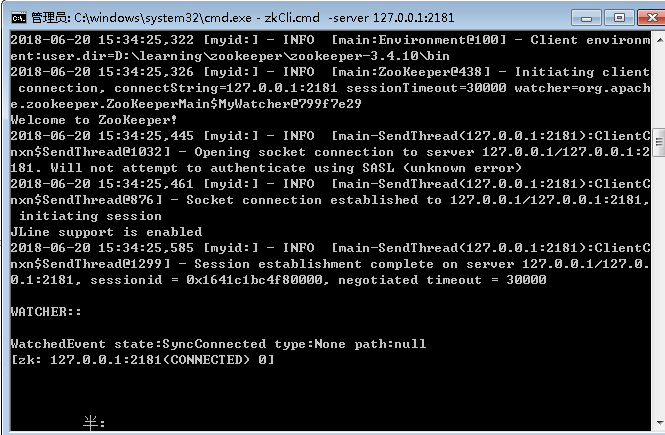 管理员: C:\windows\system32\cmd.exe - zkCli.cmd  -server 127.0.0.1:2181
2018-06-20 15:34:25,322 [myid:] - INFO  [main:Environment@100] - Client environm
ent:user.dir=D:\learning\zookeeper\zookeeper-3.4.10\bin
2018-06-20 15:34:25,326 [myid:] - INFO  [main:ZooKeeper@438] - Initiating client
 connection, connectString=127.0.0.1:2181 sessionTimeout=30000 watcher=org.apach
e.zookeeper.ZooKeeperMain$MyWatcher@799f7e29
Welcome to ZooKeeper!
2018-06-20 15:34:25,445 [myid:] - INFO  [main-SendThread(127.0.0.1:2181):ClientC
nxn$SendThread@1032] - Opening socket connection to server 127.0.0.1/127.0.0.1:2
181. Will not attempt to authenticate using SASL (unknown error)
2018-06-20 15:34:25,461 [myid:] - INFO  [main-SendThread(127.0.0.1:2181):ClientC
nxn$SendThread@876] - Socket connection established to 127.0.0.1/127.0.0.1:2181,
 initiating session
JLine support is enabled
2018-06-20 15:34:25,585 [myid:] - INFO  [main-SendThread(127.0.0.1:2181):ClientC
nxn$SendThread@1299] - Session establishment complete on server 127.0.0.1/127.0.
0.1:2181, sessionid = 0x1641c1bc4f80000, negotiated timeout = 30000
WATCHER::
WatchedEvent state:SyncConnected type:None path:null
[zk: 127.0.0.1:2181(CONNECTED) 0]
半: